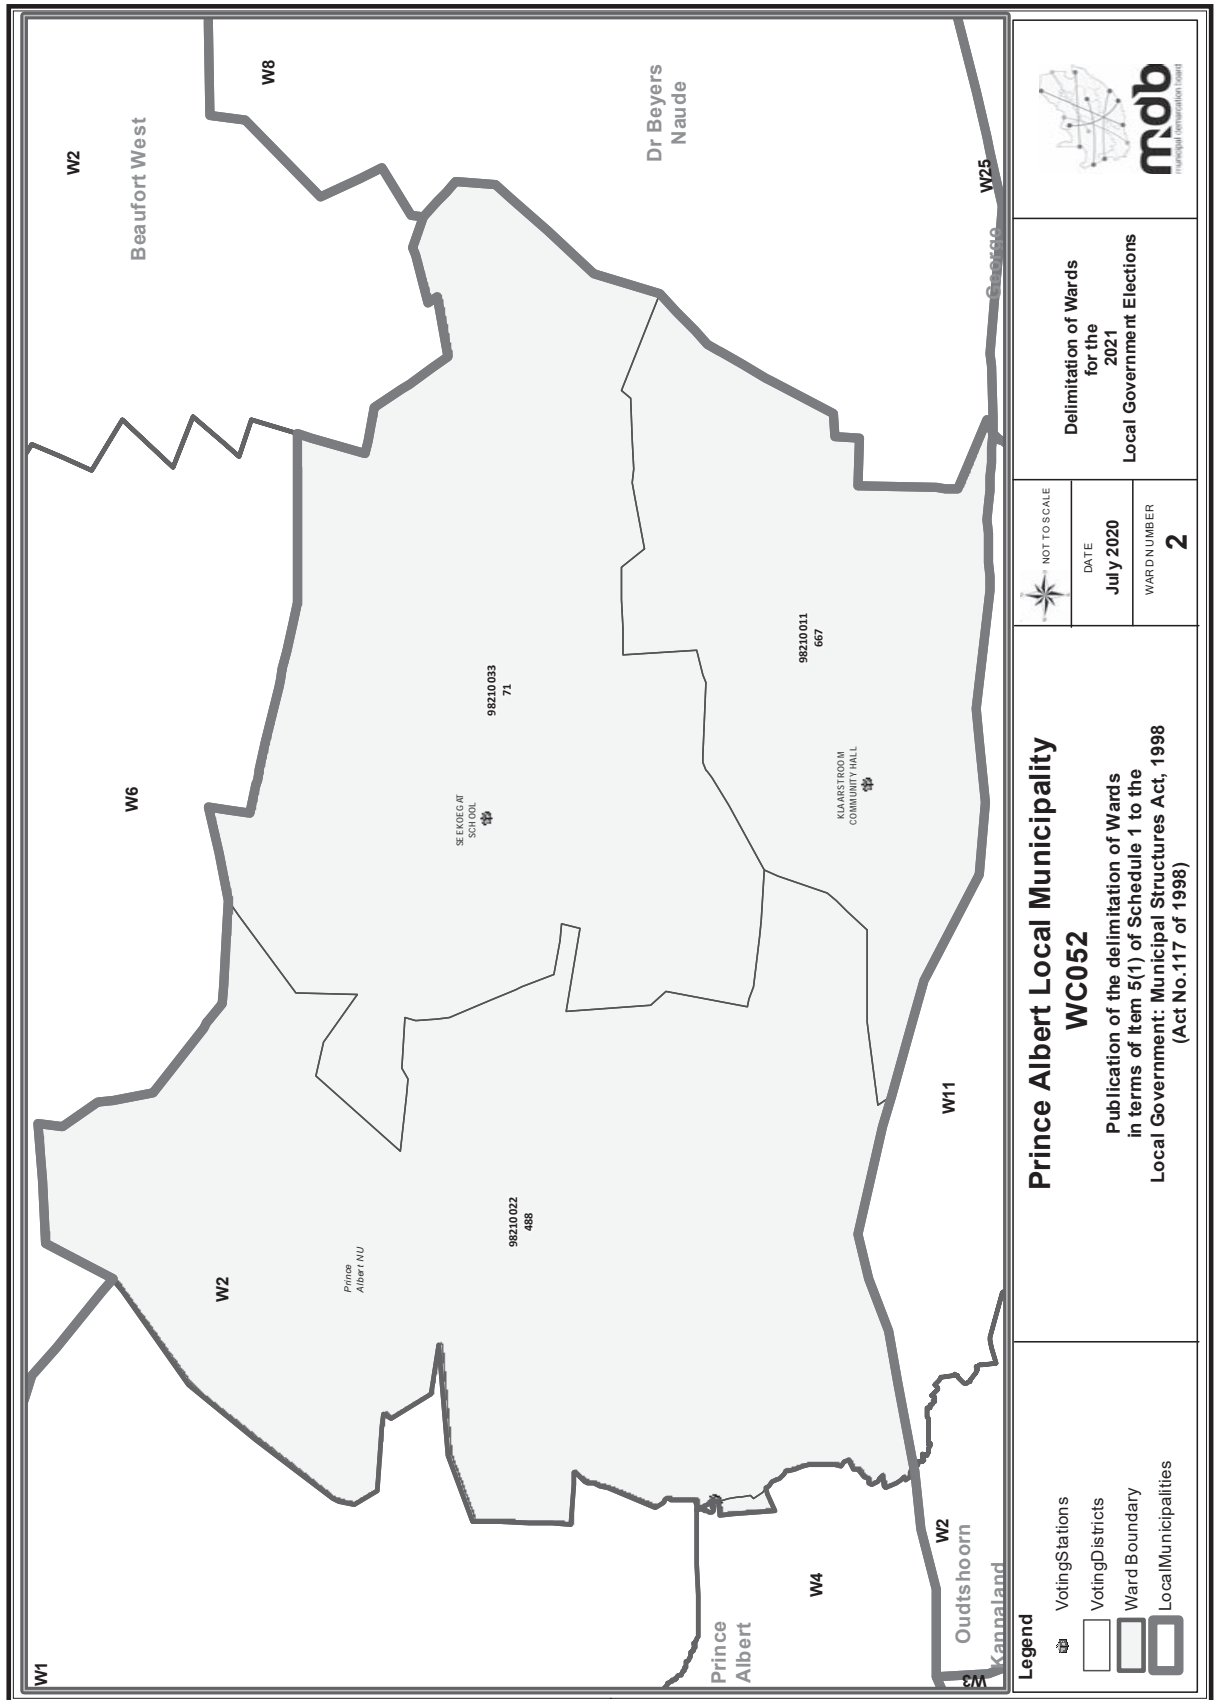 W1
W2
Beaufort West
W8
Dr Beyers
Naude
W25
George
W6
98210033
71
SEEKOEGAT
SCHOOL
98210011
667
KLAARSTROOM
COMMUNITY HALL
W2
Prince
Albert NU
98210022
488
W11
Prince
Albert
W4
W2
Oudtshoorn
Kannaland
W3
Legend
VotingStations
VotingDistricts
Ward Boundary
LocalMunicipalities
Prince Albert Local Municipality
WC052
Publication of the delimitation of Wards
in terms of Item 5(1) of Schedule 1 to the
Local Government: Municipal Structures Act, 1998
(Act No.117 of 1998)
NOT TO SCALE
DATE
July 2020
WARD NUMBER
2
Delimitation of Wards
for the
2021
Local Government Elections
mdb
municipal demarcation board